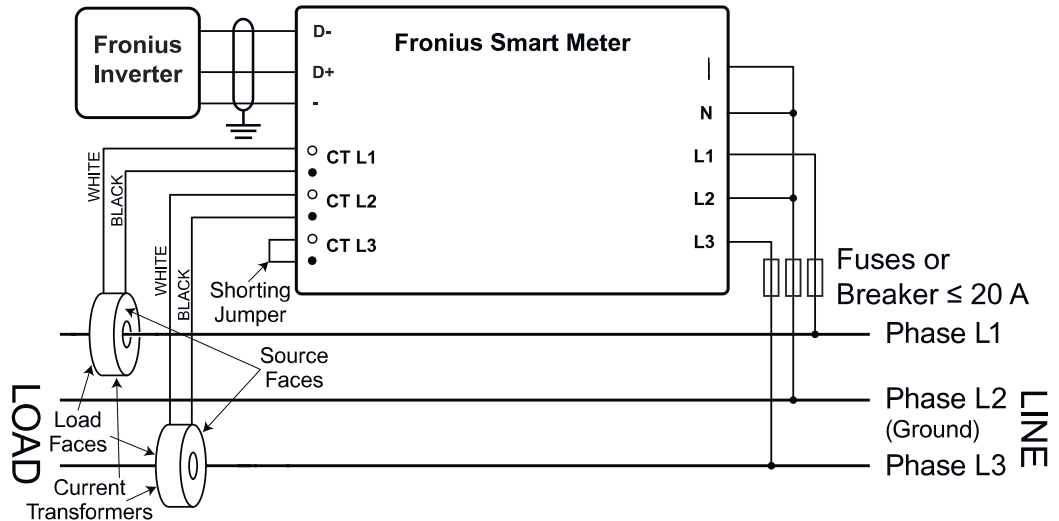 Fronius
Inverter
D-
D+
-
Fronius Smart Meter
N
L1
L2
L3
CT L1
CT L2
CT L3
WHITE
BLACK
WHITE
BLACK
Shorting
Jumper
Fuses or
Breaker ≤ 20 A
Source
Faces
Phase L1
Phase L2
(Ground)
Phase L3
LOAD
LINE
Load
Faces
Current
Transformers